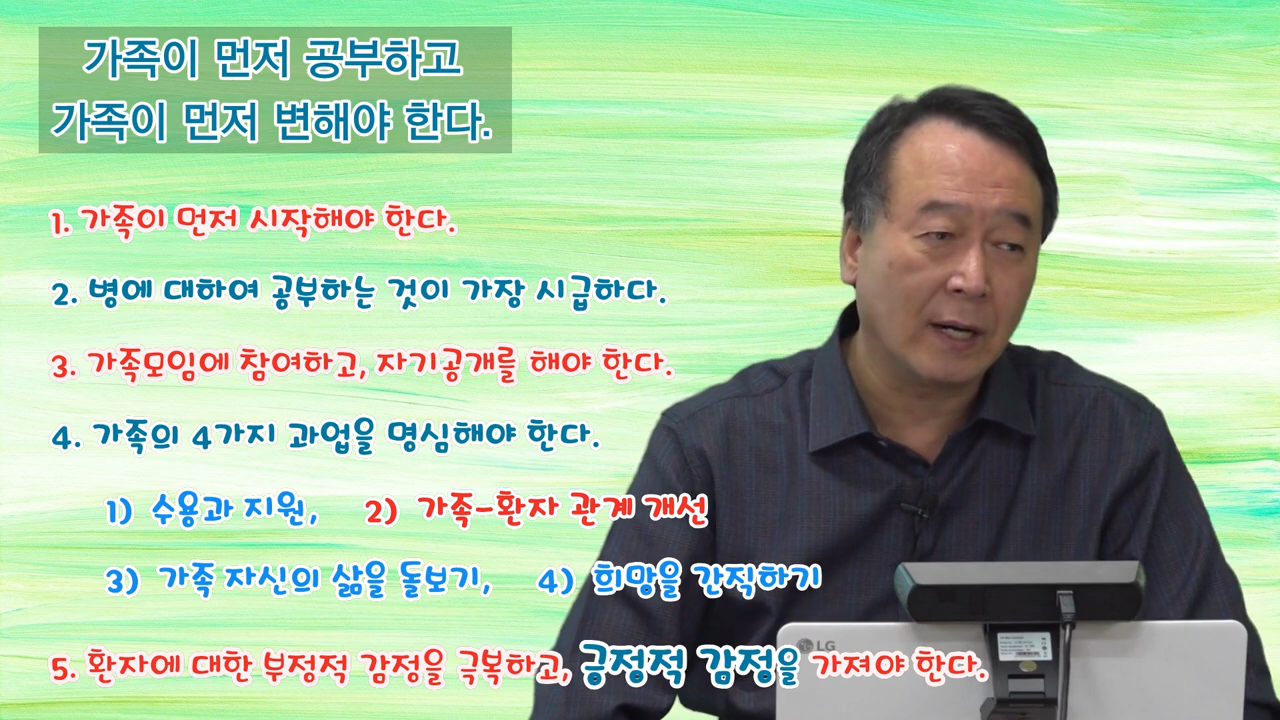 가족이 먼저 공부하고
가족이 먼저 변해야 한다.
1. 가족이 먼저 시작해야 한다.
2. 병에 대하여 공부하는 것이 가장 시급하다.
3. 가족모임에 참여하고, 자기공개를 해야 한다.
4. 가족의 4가지 과업을 명심해야 한다.
1) 수용과 지원, 2) 가족-환자 관계 개선
3) 가족 자신의 삶을 돌보기, 4) 희망을 간직하기
LG
5. 환자에 대한 부정적 감정을 극복하고, 긍정적 감정을 가져야 한다.